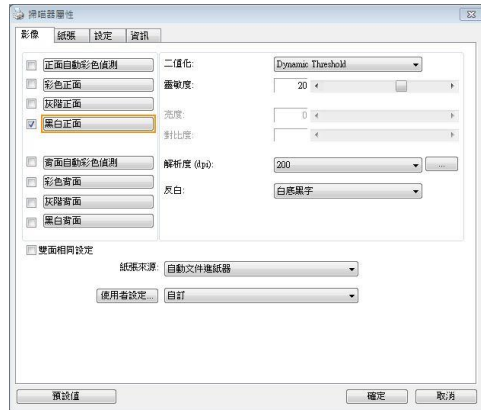 掃描器屬性
影像 紙張 設定 資訊
正面自動彩色偵測
彩色正面
灰階正面
黑白正面
背面自動彩色偵測
彩色背面
灰階背面
黑白背面
二值化: Dynamic Threshold
靈敏度: 20
亮度: 0
對比度:
解析度 (dpi): 200 ...
反白: 白底黑字
雙面相同設定
紙張來源: 自動文件進紙器
使用者設定... 自訂
預設值 確定 取消